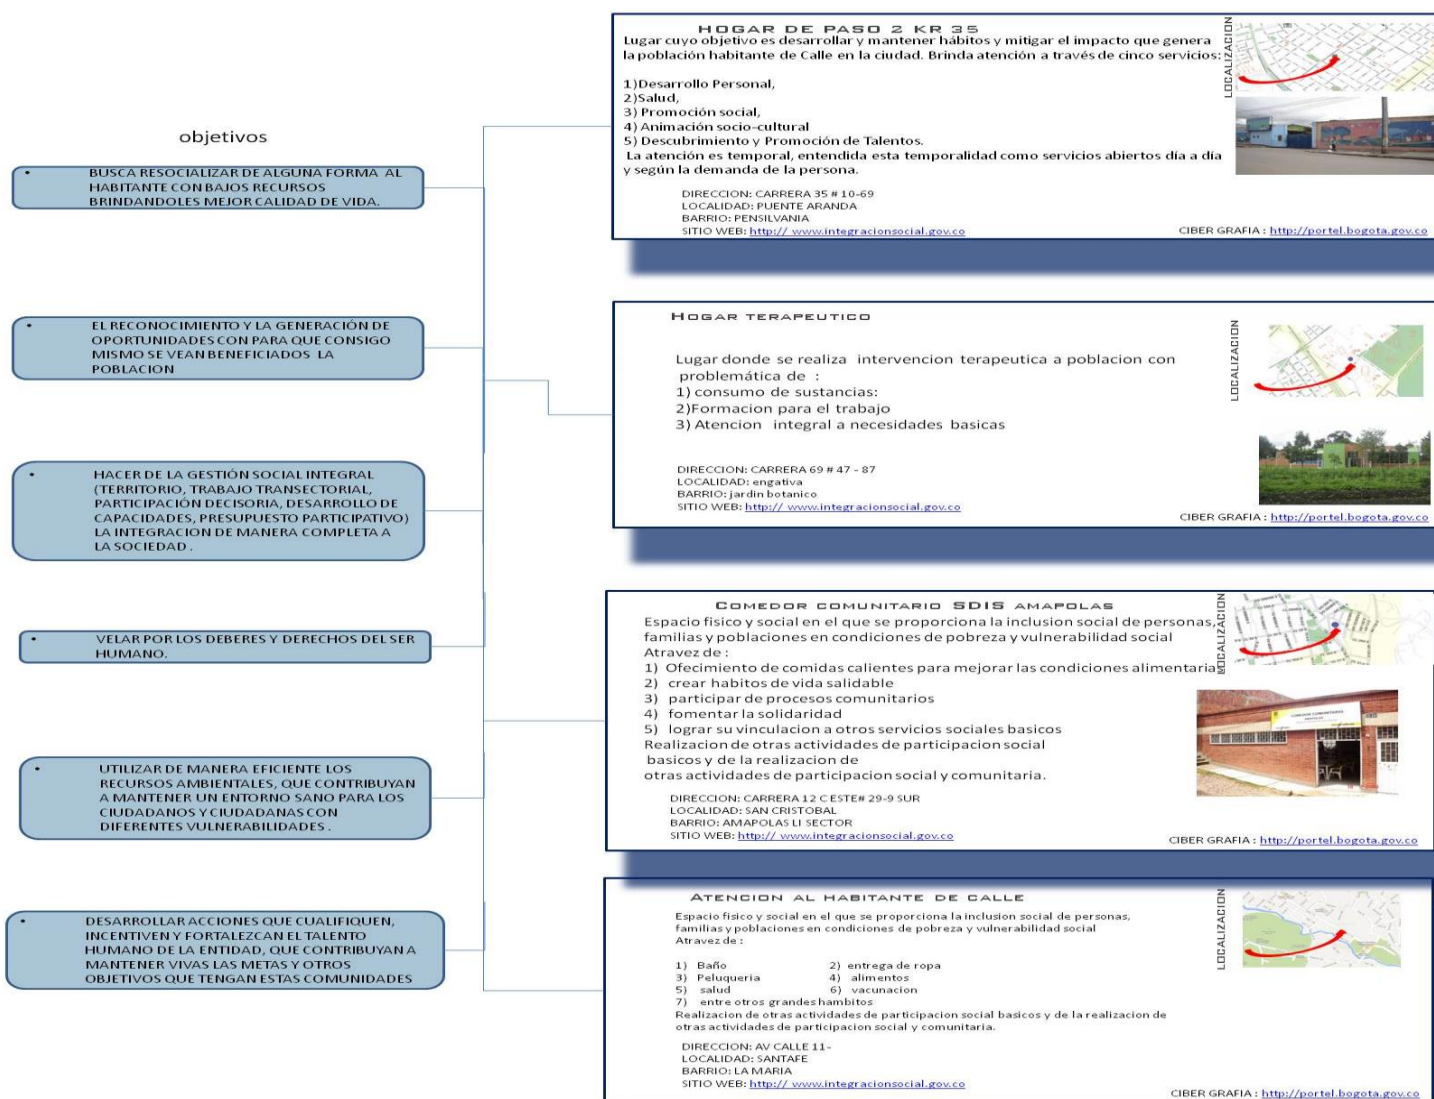 objetivos
• BUSCA RESOCIALIZAR DE ALGUNA FORMA AL
HABITANTE CON BAJOS RECURSOS
BRINDANDOLES MEJOR CALIDAD DE VIDA.
• EL RECONOCIMIENTO Y LA GENERACIÓN DE
OPORTUNIDADES CON PARA QUE CONSIGO
MISMO SE VEAN BENEFICIADOS LA
POBLACION
• HACER DE LA GESTIÓN SOCIAL INTEGRAL
(TERRITORIO, TRABAJO TRANSECTORIAL,
PARTICIPACIÓN DECISORIA, DESARROLLO DE
CAPACIDADES, PRESUPUESTO PARTICIPATIVO)
LA INTEGRACION DE MANERA COMPLETA A
LA SOCIEDAD .
• VELAR POR LOS DEBERES Y DERECHOS DEL SER
HUMANO.
• UTILIZAR DE MANERA EFICIENTE LOS
RECURSOS AMBIENTALES, QUE CONTRIBUYAN
A MANTENER UN ENTORNO SANO PARA LOS
CIUDADANOS Y CIUDADANAS CON
DIFERENTES VULNERABILIDADES .
• DESARROLLAR ACCIONES QUE CUALIFIQUEN,
INCENTIVEN Y FORTALEZCAN EL TALENTO
HUMANO DE LA ENTIDAD, QUE CONTRIBUYAN A
MANTENER VIVAS LAS METAS Y OTROS
OBJETIVOS QUE TENGAN ESTAS COMUNIDADES
HOGAR DE PASO 2 KR 35
Lugar cuyo objetivo es desarrollar y mantener hábitos y mitigar el impacto que genera
la población habitante de Calle en la ciudad. Brinda atención a través de cinco servicios:
1)Desarrollo Personal,
2)Salud,
3) Promoción social,
4) Animación socio-cultural
5) Descubrimiento y Promoción de Talentos.
La atención es temporal, entendida esta temporalidad como servicios abiertos día a día
y según la demanda de la persona.
DIRECCION: CARRERA 35 # 10-69
LOCALIDAD: PUENTE ARANDA
BARRIO: PENSILVANIA
SITIO WEB: http:// www.integracionsocial.gov.co
CIBER GRAFIA : http://portel.bogota.gov.co
LOCALIZACION
HOGAR TERAPEUTICO
Lugar donde se realiza intervencion terapeutica a poblacion con
problemática de :
1) consumo de sustancias:
2)Formacion para el trabajo
3) Atencion integral a necesidades basicas
DIRECCION: CARRERA 69 # 47 - 87
LOCALIDAD: engativa
BARRIO: jardin botanico
SITIO WEB: http:// www.integracionsocial.gov.co
CIBER GRAFIA : http://portel.bogota.gov.co
LOCALIZACION
COMEDOR COMUNITARIO SDIS AMAPOLAS
Espacio fisico y social en el que se proporciona la inclusion social de personas,
familias y poblaciones en condiciones de pobreza y vulnerabilidad social
Atravez de :
1) Ofecimiento de comidas calientes para mejorar las condiciones alimentaria
2) crear habitos de vida salidable
3) participar de procesos comunitarios
4) fomentar la solidaridad
5) lograr su vinculacion a otros servicios sociales basicos
Realizacion de otras actividades de participacion social
basicos y de la realizacion de
otras actividades de participacion social y comunitaria.
DIRECCION: CARRERA 12 C ESTE# 29-9 SUR
LOCALIDAD: SAN CRISTOBAL
BARRIO: AMAPOLAS LI SECTOR
SITIO WEB: http:// www.integracionsocial.gov.co
CIBER GRAFIA : http://portel.bogota.gov.co
LOCALIZACION
COMEDOR COMUNITARIO
ATENCION AL HABITANTE DE CALLE
Espacio fisico y social en el que se proporciona la inclusion social de personas,
familias y poblaciones en condiciones de pobreza y vulnerabilidad social
Atravez de :
1) Baño 2) entrega de ropa
3) Peluqueria 4) alimentos
5) salud 6) vacunacion
7) entre otros grandes hambitos
Realizacion de otras actividades de participacion social basicos y de la realizacion de
otras actividades de participacion social y comunitaria.
DIRECCION: AV CALLE 11-
LOCALIDAD: SANTAFE
BARRIO: LA MARIA
SITIO WEB: http:// www.integracionsocial.gov.co
CIBER GRAFIA : http://portel.bogota.gov.co
LOCALIZACION